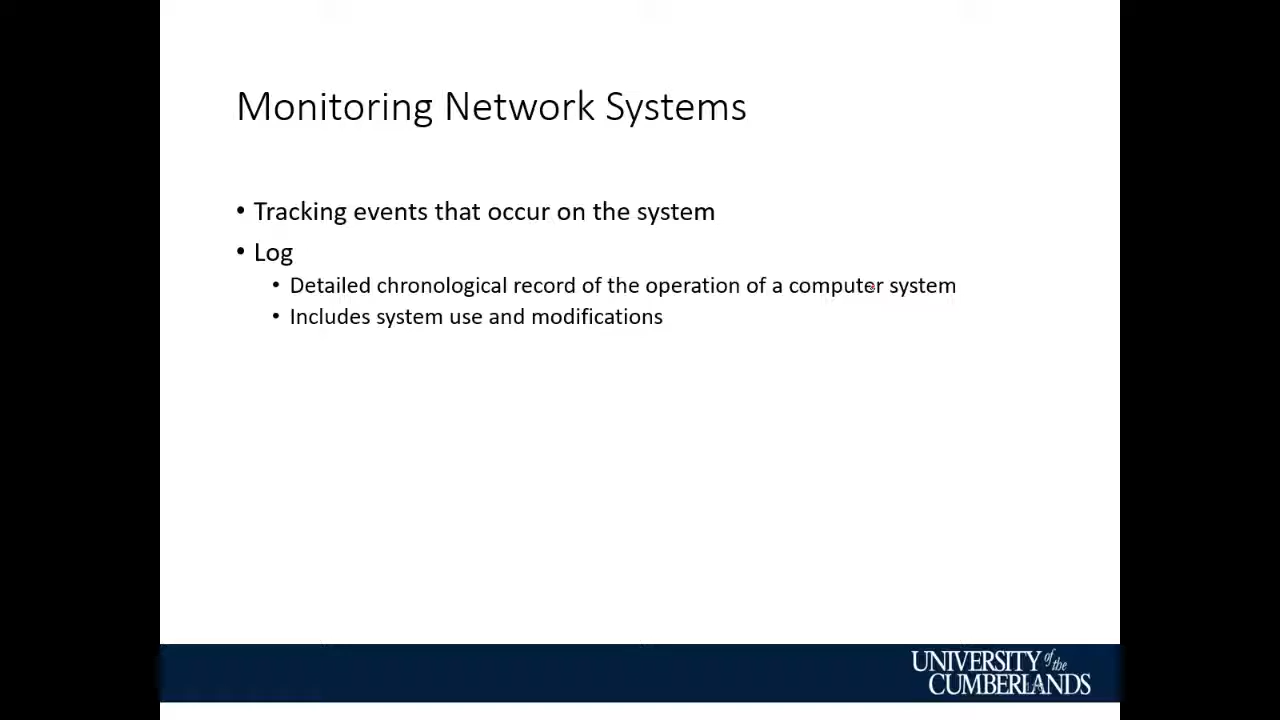 Monitoring Network Systems
• Tracking events that occur on the system
• Log
• Detailed chronological record of the operation of a computer system
• Includes system use and modifications
UNIVERSITY of the
CUMBERLANDS